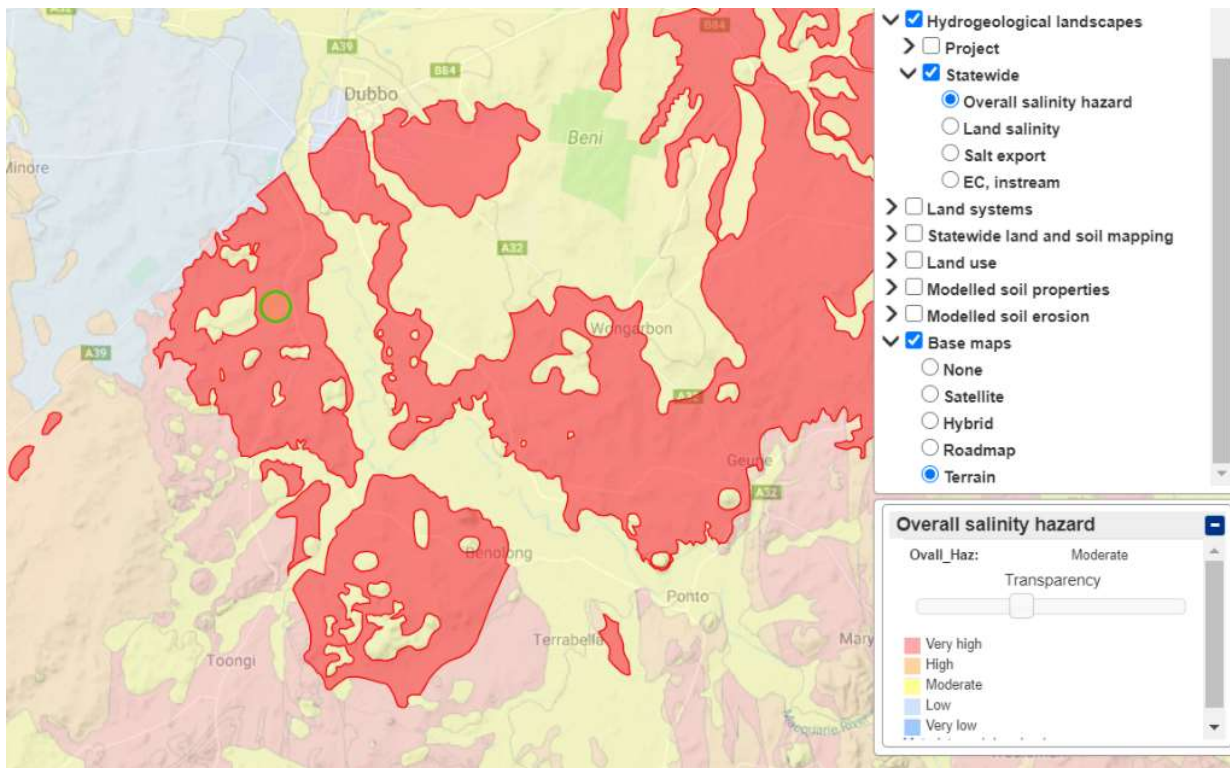 A39
B84
Dubbo
B84
Beni
Minore
A32
Wongarbon
A39
Geurie
A32
Benolong
Ponto
Terrabella
Toongi
Mary
Macquarie River
Hydrogeological landscapes
Project
Statewide
Overall salinity hazard
Land salinity
Salt export
EC, instream
Land systems
Statewide land and soil mapping
Land use
Modelled soil properties
Modelled soil erosion
Base maps
None
Satellite
Hybrid
Roadmap
Terrain
Overall salinity hazard
Ovall_Haz: Moderate
Transparency
Very high
High
Moderate
Low
Very low